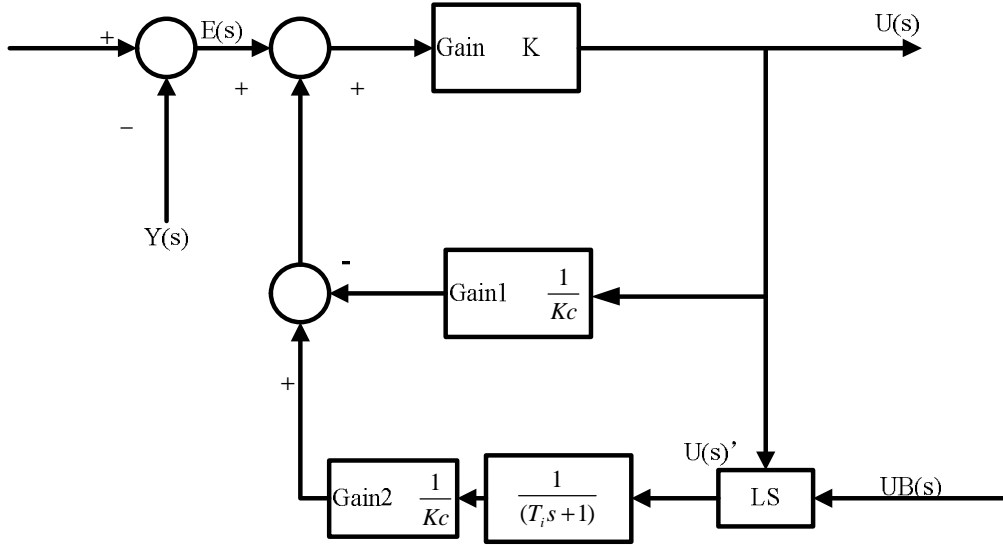 + E(s) + + Gain K U(s)
−
Y(s)
- Gain1 1/Kc
+
Gain2 1/Kc 1/(T_i s+1) U(s)’ LS UB(s)